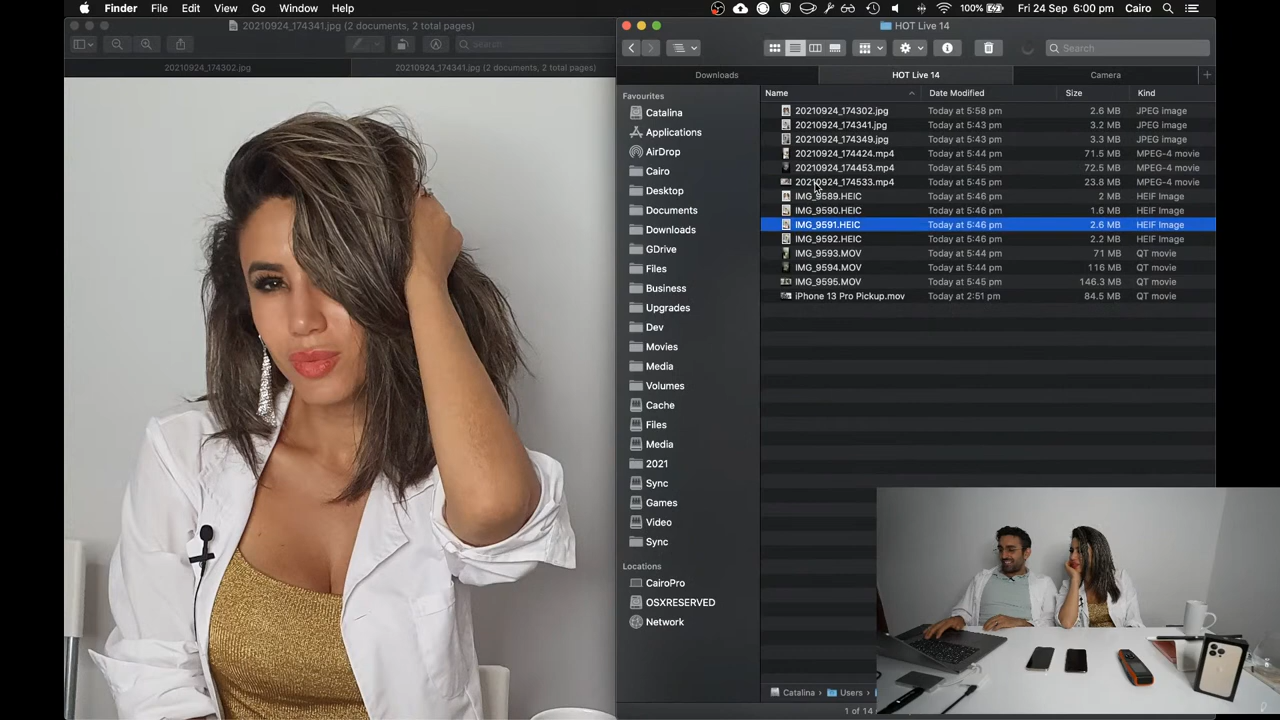 Finder File Edit View Go Window Help 100% Fri 24 Sep 6:00 pm Cairo
20210924_174341.jpg (2 documents, 2 total pages)
Search
20210924_174302.jpg
20210924_174341.jpg (2 documents, 2 total pages)
HOT Live 14
Search
Downloads
HOT Live 14
Camera
Favourites
Catalina
Applications
AirDrop
Cairo
Desktop
Documents
Downloads
GDrive
Files
Business
Upgrades
Dev
Movies
Media
Volumes
Cache
Files
Media
2021
Sync
Games
Video
Sync
Locations
CairoPro
OSXRESERVED
Network
Name Date Modified Size Kind
20210924_174302.jpg Today at 5:58 pm 2.6 MB JPEG image
20210924_174341.jpg Today at 5:43 pm 3.2 MB JPEG image
20210924_174349.jpg Today at 5:43 pm 3.3 MB JPEG image
20210924_174424.mp4 Today at 5:44 pm 71.5 MB MPEG-4 movie
20210924_174453.mp4 Today at 5:45 pm 72.5 MB MPEG-4 movie
20210924_174533.mp4 Today at 5:45 pm 23.8 MB MPEG-4 movie
IMG_9589.HEIC Today at 5:46 pm 2 MB HEIF Image
IMG_9590.HEIC Today at 5:46 pm 1.6 MB HEIF Image
IMG_9591.HEIC Today at 5:46 pm 2.6 MB HEIF Image
IMG_9592.HEIC Today at 5:46 pm 2.2 MB HEIF Image
IMG_9593.MOV Today at 5:44 pm 71 MB QT movie
IMG_9594.MOV Today at 5:44 pm 116 MB QT movie
IMG_9595.MOV Today at 5:45 pm 146.3 MB QT movie
iPhone 13 Pro Pickup.mov Today at 2:51 pm 84.5 MB QT movie
Catalina › Users ›
1 of 14